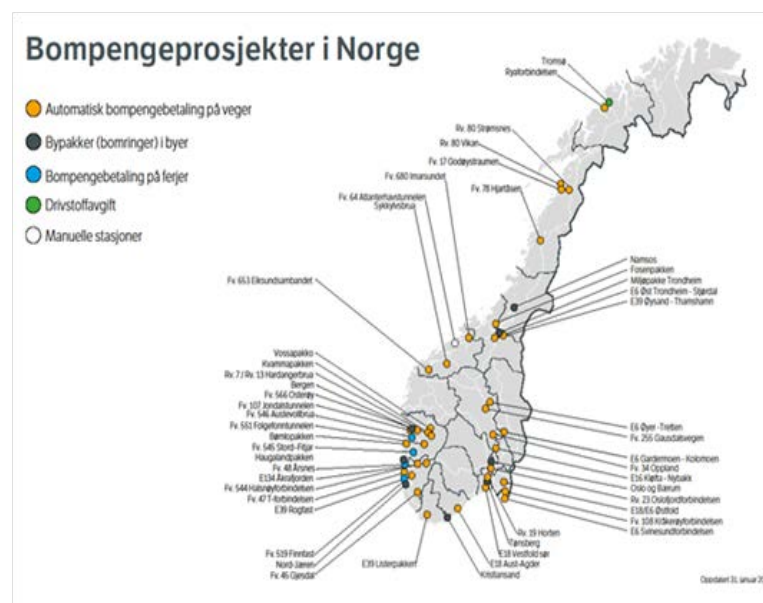 Bompengeprosjekter i Norge
Automatisk bompengebetaling på veger
Bypakker (bomringer) i byer
Bompengebetaling på ferjer
Drivstoffavgift
Manuelle stasjoner
Tromsø
Ryaforbindelsen
Rv. 80 Strømsnes
Rv. 80 Vikan
Fv. 17 Godøystraumen
Fv. 78 Hjartåsen
Fv. 680 Imarsundet
Fv. 64 Atlanterhavstunnelen
Sykkylvsbrua
Fv. 653 Eiksundsambandet
Namsos
Fosenpakken
Miljøpakke Trondheim
E6 Øst Trondheim - Stjørdal
E39 Øysand - Thamshamn
Vossapakko
Kvammapakken
Rv. 7 / Rv. 13 Hardangerbrua
Bergen
Fv. 566 Osterøy
Fv. 107 Jondalstunnelen
Fv. 546 Austevollbrua
Fv. 551 Folgefonntunnelen
Bømlopakken
Fv. 545 Stord-Fitjar
Haugalandpakken
Fv. 48 Årsnes
E134 Åkrafjorden
Fv. 544 Halsnøyforbindelsen
Fv. 47 T-forbindelsen
E39 Rogfast
Fv. 519 Finnfast
Nord-Jæren
Fv. 45 Gjesdal
E39 Listerpakken
Kristiansand
E18 Aust-Agder
E18 Vestfold sør
Tønsberg
Rv. 19 Horten
E6 Øyer -Tretten
Fv. 255 Gausdalsvegen
E6 Gardermoen - Kolomoen
Fv. 34 Oppland
E16 Kløfta - Nybakk
Oslo og Bærum
Rv. 23 Oslofjordforbindelsen
E18/E6 Østfold
Fv. 108 Kråkerøyforbindelsen
E6 Svinesundforbindelsen
Oppdatert 31. januar